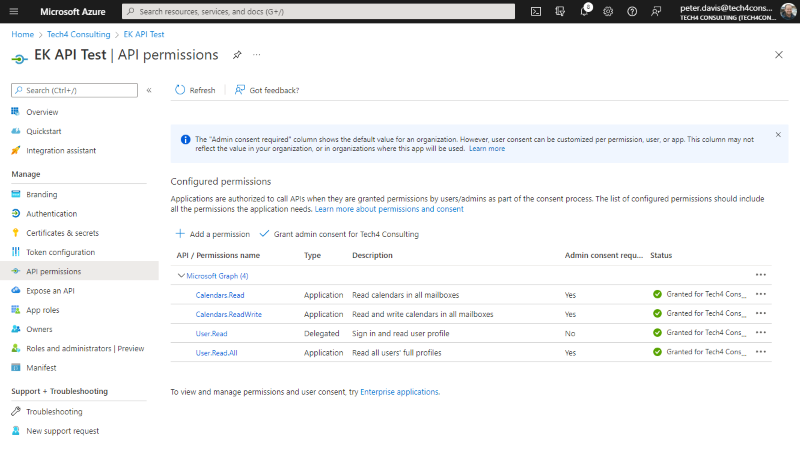 Microsoft Azure
Search resources, services, and docs (G+/)
peter.davis@tech4cons...
TECH4 CONSULTING (TECH4CON...
Home > Tech4 Consulting > EK API Test
EK API Test | API permissions
Search (Ctrl+/)
Refresh
Got feedback?
Overview
Quickstart
Integration assistant
Manage
Branding
Authentication
Certificates & secrets
Token configuration
API permissions
Expose an API
App roles
Owners
Roles and administrators | Preview
Manifest
Support + Troubleshooting
Troubleshooting
New support request
The "Admin consent required" column shows the default value for an organization. However, user consent can be customized per permission, user, or app. This column may not
reflect the value in your organization, or in organizations where this app will be used. Learn more
Configured permissions
Applications are authorized to call APIs when they are granted permissions by users/admins as part of the consent process. The list of configured permissions should include
all the permissions the application needs. Learn more about permissions and consent
Add a permission
Grant admin consent for Tech4 Consulting
API / Permissions name Type Description Admin consent requ... Status
Microsoft Graph (4)
Calendars.Read Application Read calendars in all mailboxes Yes Granted for Tech4 Cons...
Calendars.ReadWrite Application Read and write calendars in all mailboxes Yes Granted for Tech4 Cons...
User.Read Delegated Sign in and read user profile No Granted for Tech4 Cons...
User.Read.All Application Read all users' full profiles Yes Granted for Tech4 Cons...
To view and manage permissions and user consent, try Enterprise applications.